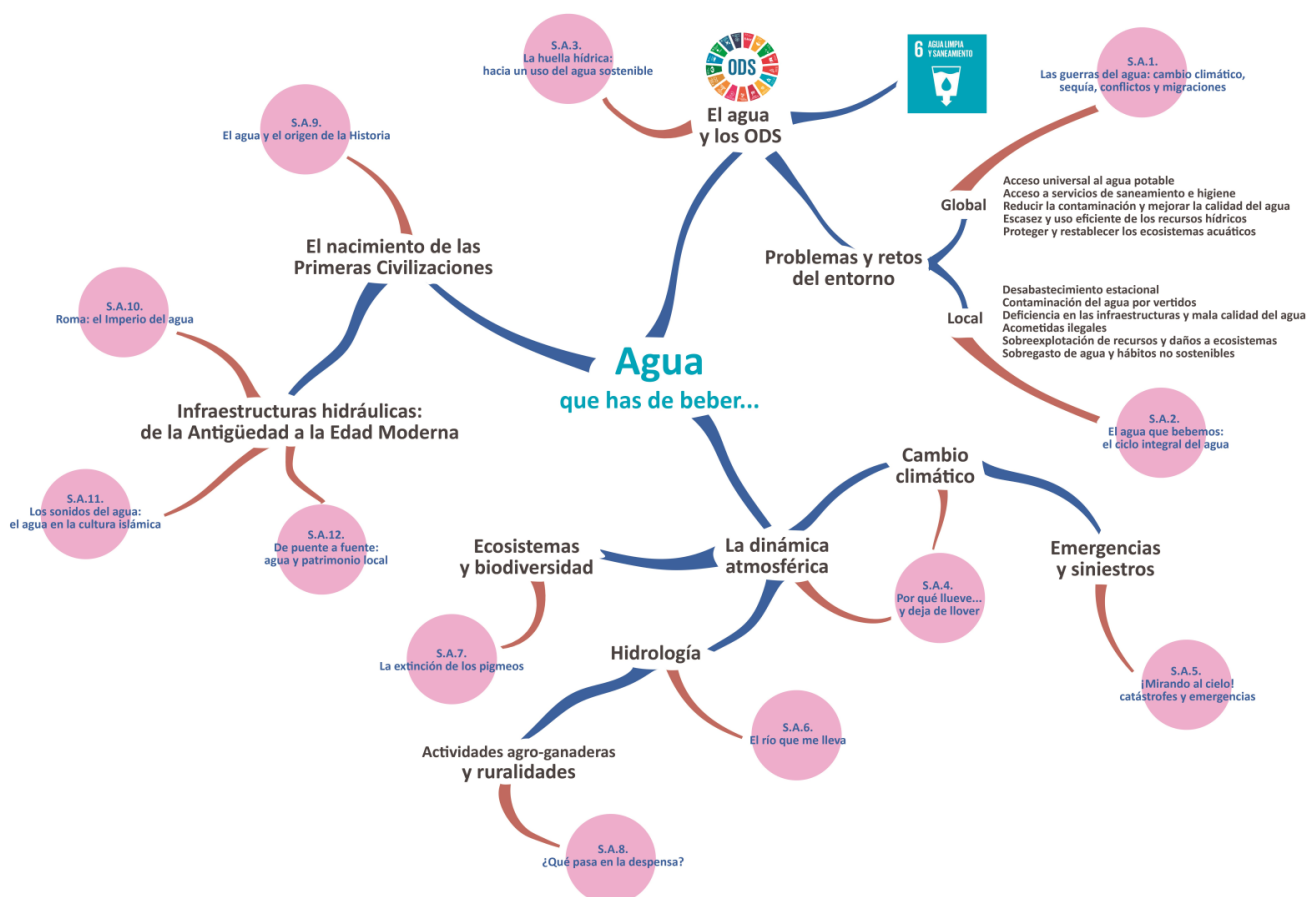 S.A.3.
La huella hídrica:
hacia un uso del agua sostenible
ODS
6 AGUA LIMPIA
Y SANEAMIENTO
El agua
y los ODS
S.A.1.
Las guerras del agua: cambio climático,
sequía, conflictos y migraciones
S.A.9.
El agua y el origen de la Historia
Global
Acceso universal al agua potable
Acceso a servicios de saneamiento e higiene
Reducir la contaminación y mejorar la calidad del agua
Escasez y uso eficiente de los recursos hídricos
Proteger y restablecer los ecosistemas acuáticos
El nacimiento de las
Primeras Civilizaciones
Problemas y retos
del entorno
Local
Desabastecimiento estacional
Contaminación del agua por vertidos
Deficiencia en las infraestructuras y mala calidad del agua
Acometidas ilegales
Sobreexplotación de recursos y daños a ecosistemas
Sobregasto de agua y hábitos no sostenibles
S.A.10.
Roma: el Imperio del agua
Agua
que has de beber...
Infraestructuras hidráulicas:
de la Antigüedad a la Edad Moderna
S.A.2.
El agua que bebemos:
el ciclo integral del agua
Cambio
climático
S.A.11.
Los sonidos del agua:
el agua en la cultura islámica
S.A.12.
De puente a fuente:
agua y patrimonio local
Ecosistemas
y biodiversidad
La dinámica
atmosférica
Emergencias
y siniestros
S.A.4.
Por qué llueve...
y deja de llover
S.A.7.
La extinción de los pigmeos
Hidrología
S.A.5.
¡Mirando al cielo!
catástrofes y emergencias
S.A.6.
El río que me lleva
Actividades agro-ganaderas
y ruralidades
S.A.8.
¿Qué pasa en la despensa?